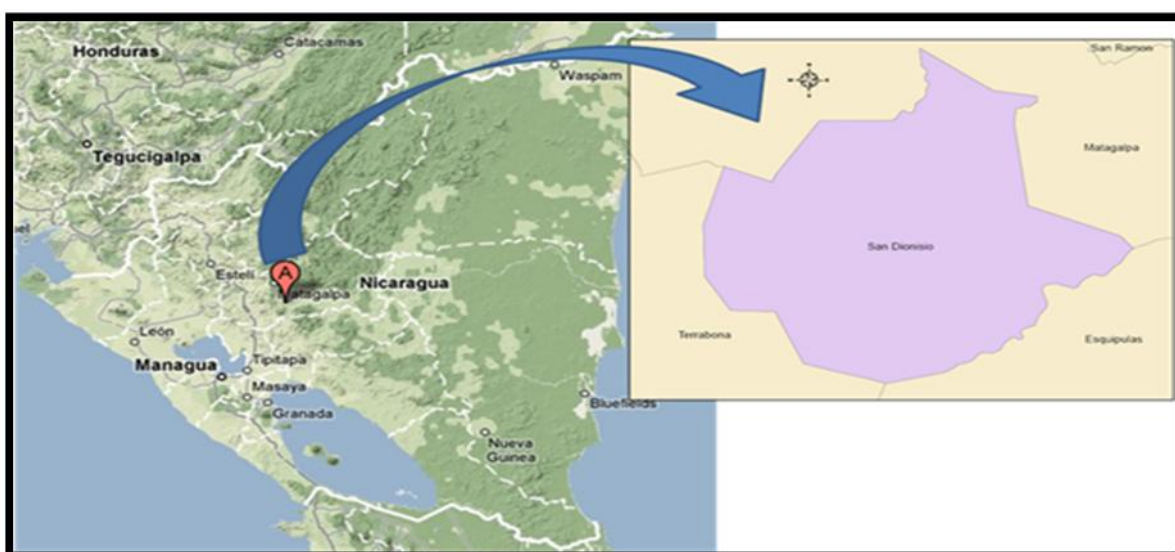 Honduras
Catacamas
Waspam
Tegucigalpa
Estelí
A
Matagalpa
Nicaragua
León
Managua
Tipitapa
Masaya
Granada
Bluefields
Nueva
Guinea
San Ramon
Matagalpa
San Dionisio
Terrabona
Esquipulas